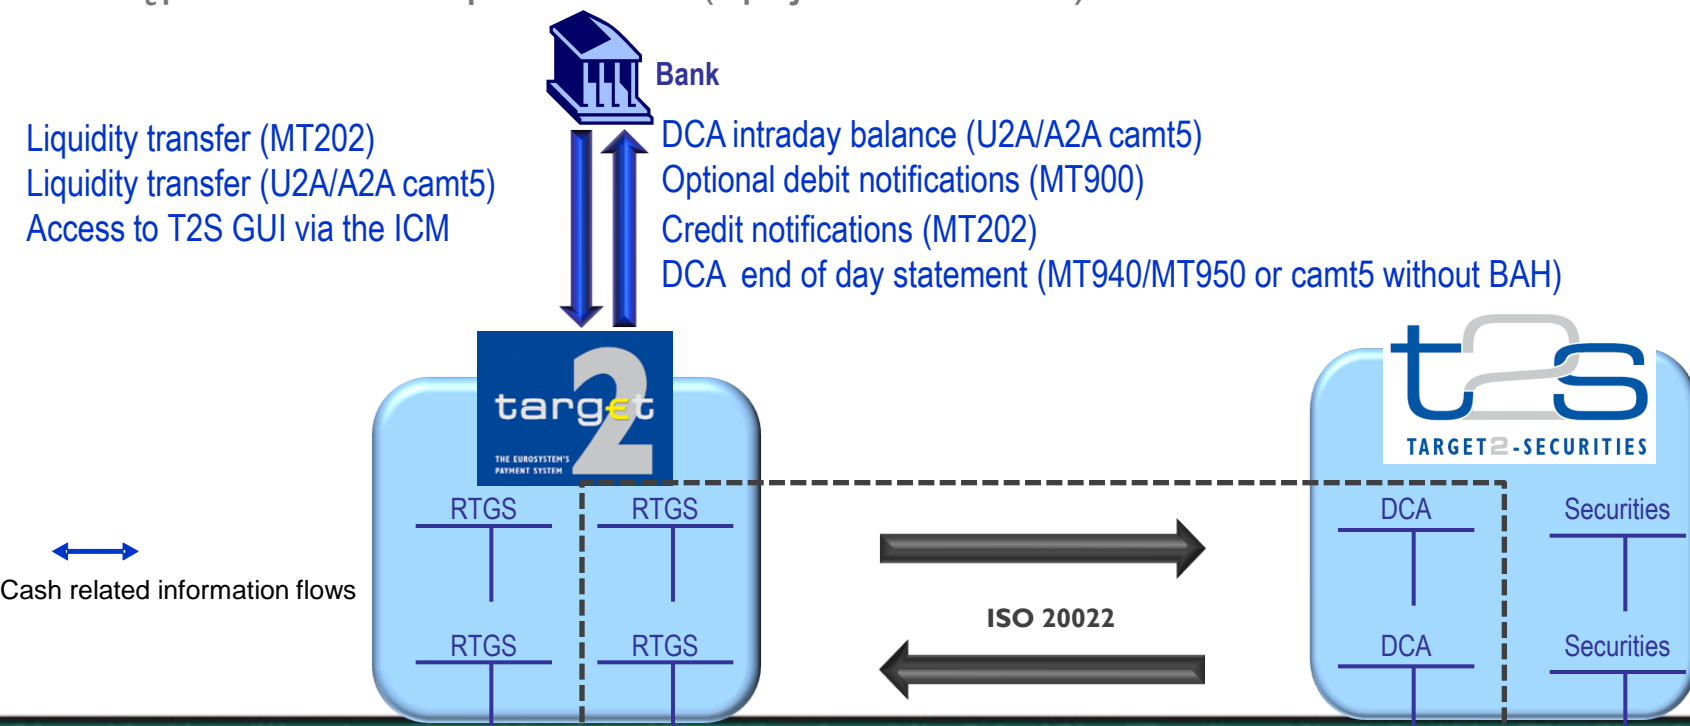 Bank
Liquidity transfer (MT202)
Liquidity transfer (U2A/A2A camt5)
Access to T2S GUI via the ICM
DCA intraday balance (U2A/A2A camt5)
Optional debit notifications (MT900)
Credit notifications (MT202)
DCA end of day statement (MT940/MT950 or camt5 without BAH)
target2
THE EUROSYSTEM'S
PAYMENT SYSTEM
t2s
TARGET2-SECURITIES
RTGS RTGS
DCA Securities
Cash related information flows
ISO 20022
RTGS RTGS
DCA Securities